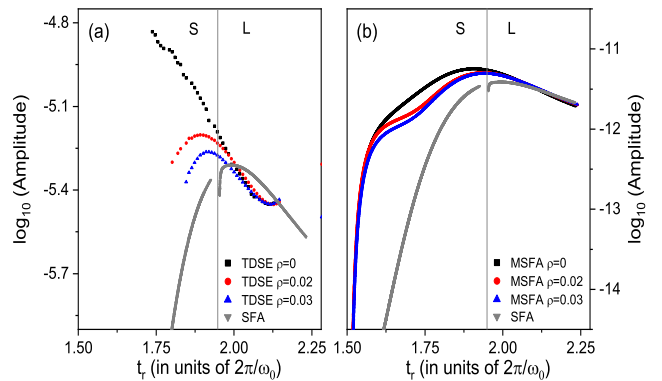 (a)
S
L
-4.8
-5.1
-5.4
-5.7
log₁₀ (Amplitude)
TDSE ρ=0
TDSE ρ=0.02
TDSE ρ=0.03
SFA
1.50
1.75
2.00
2.25
tᵣ (in units of 2π/ω₀)
(b)
S
L
-11
-12
-13
-14
log₁₀ (Amplitude)
MSFA ρ=0
MSFA ρ=0.02
MSFA ρ=0.03
SFA
1.50
1.75
2.00
2.25
tᵣ (in units of 2π/ω₀)